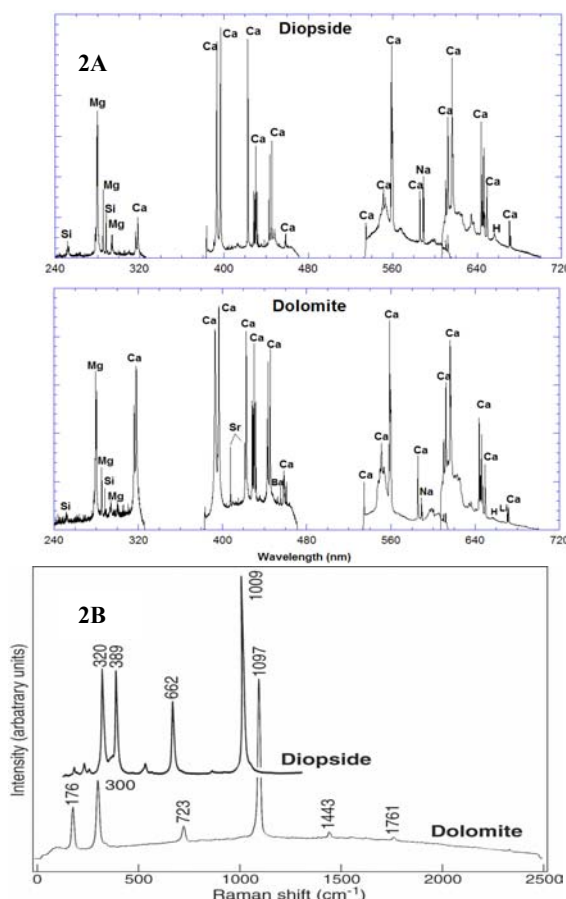 2A
Diopside
Ca Ca Ca Ca Ca
Mg Ca Ca Ca
Ca Na
Mg Ca Ca Ca
Si Mg Ca Ca Ca Ca H Ca
Si
240 320 400 480 560 640 720
Dolomite
Ca Ca Ca Ca Ca Ca Ca
Mg Ca
Ca Ca
Sr Ca Ca
Mg Ca
Si Ba Ca Na
Si Mg H Li Ca
240 320 400 480 560 640 720
Wavelength (nm)
2B
1009
320
389
1097
662
Diopside
176
300
723
1443
1761
Dolomite
0 500 1000 1500 2000 2500
Raman shift (cm-1)
Intensity (arbatrary units)